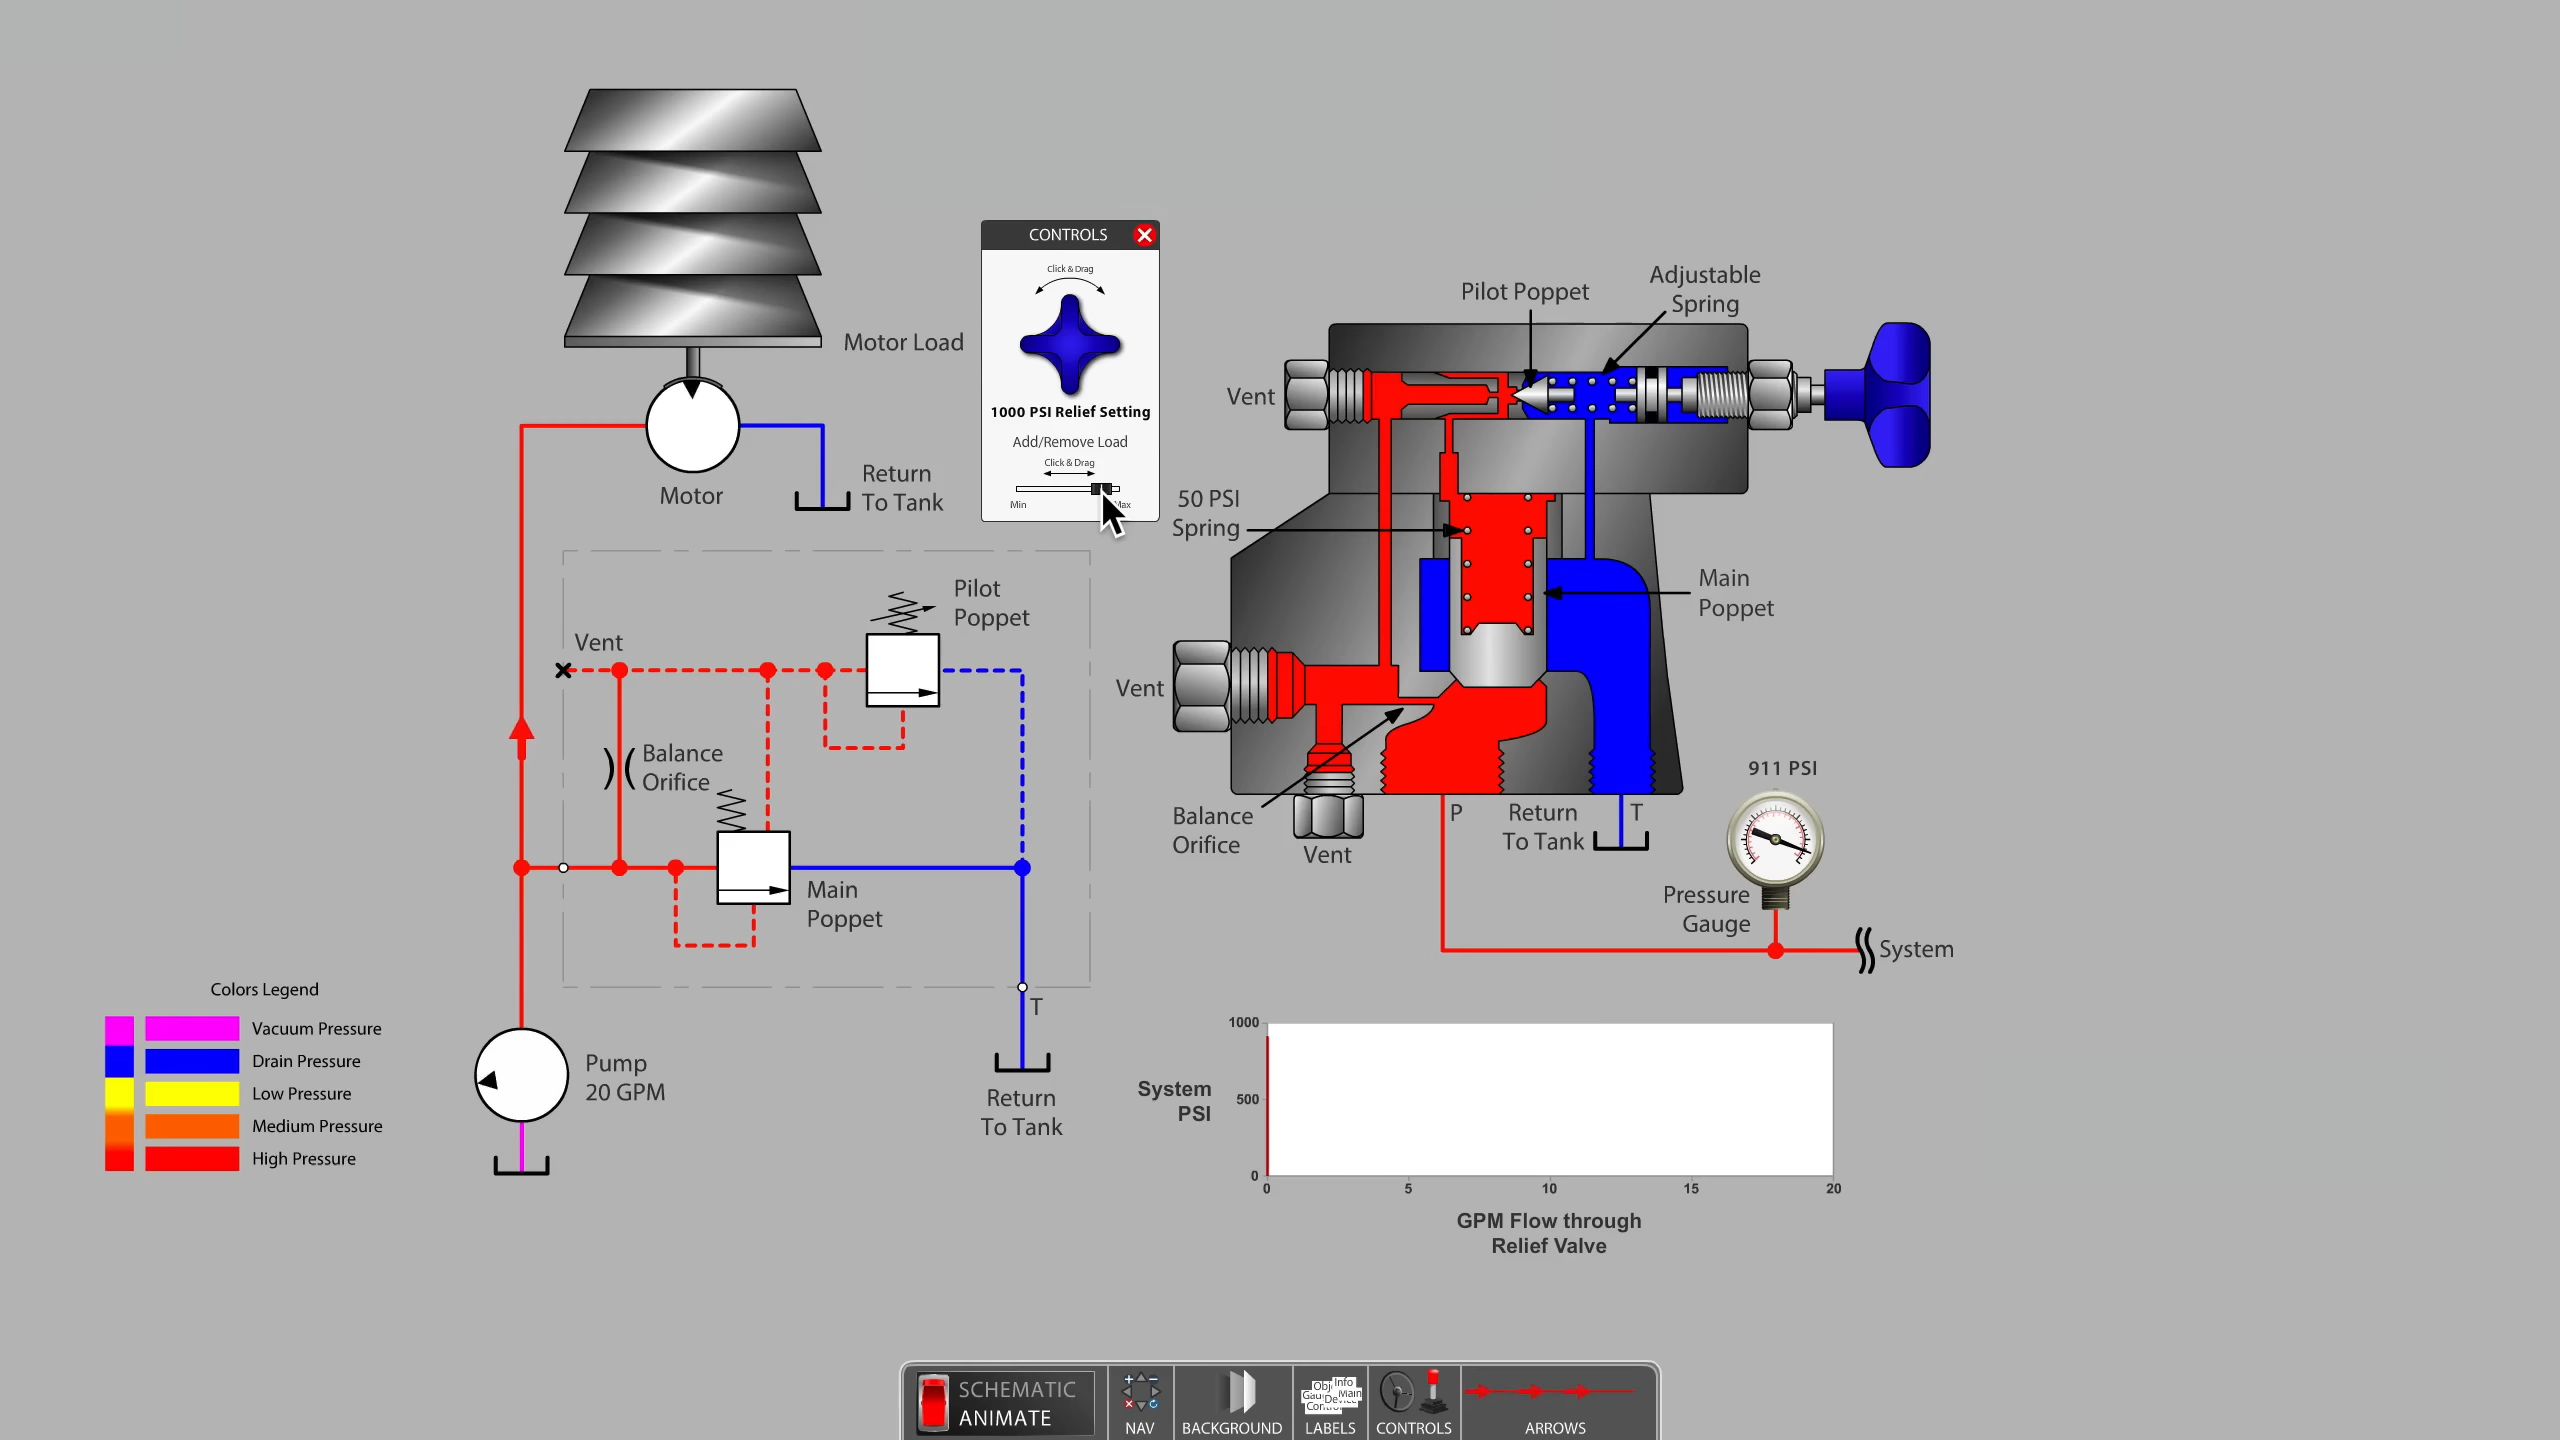 CONTROLS
Click & Drag
1000 PSI Relief Setting
Add/Remove Load
Click & Drag
Min
Max
Motor Load
Motor
Return
To Tank
Pilot Poppet
Adjustable
Spring
Vent
50 PSI
Spring
Main
Poppet
Vent
Balance
Orifice
Vent
P
Return
To Tank
T
911 PSI
Pressure
Gauge
System
Vent
Pilot
Poppet
Balance
Orifice
Main
Poppet
T
Return
To Tank
Pump
20 GPM
Colors Legend
Vacuum Pressure
Drain Pressure
Low Pressure
Medium Pressure
High Pressure
System
PSI
1000
500
0
0
5
10
15
20
GPM Flow through
Relief Valve
SCHEMATIC
ANIMATE
NAV
BACKGROUND
Info
Main
LABELS
CONTROLS
ARROWS